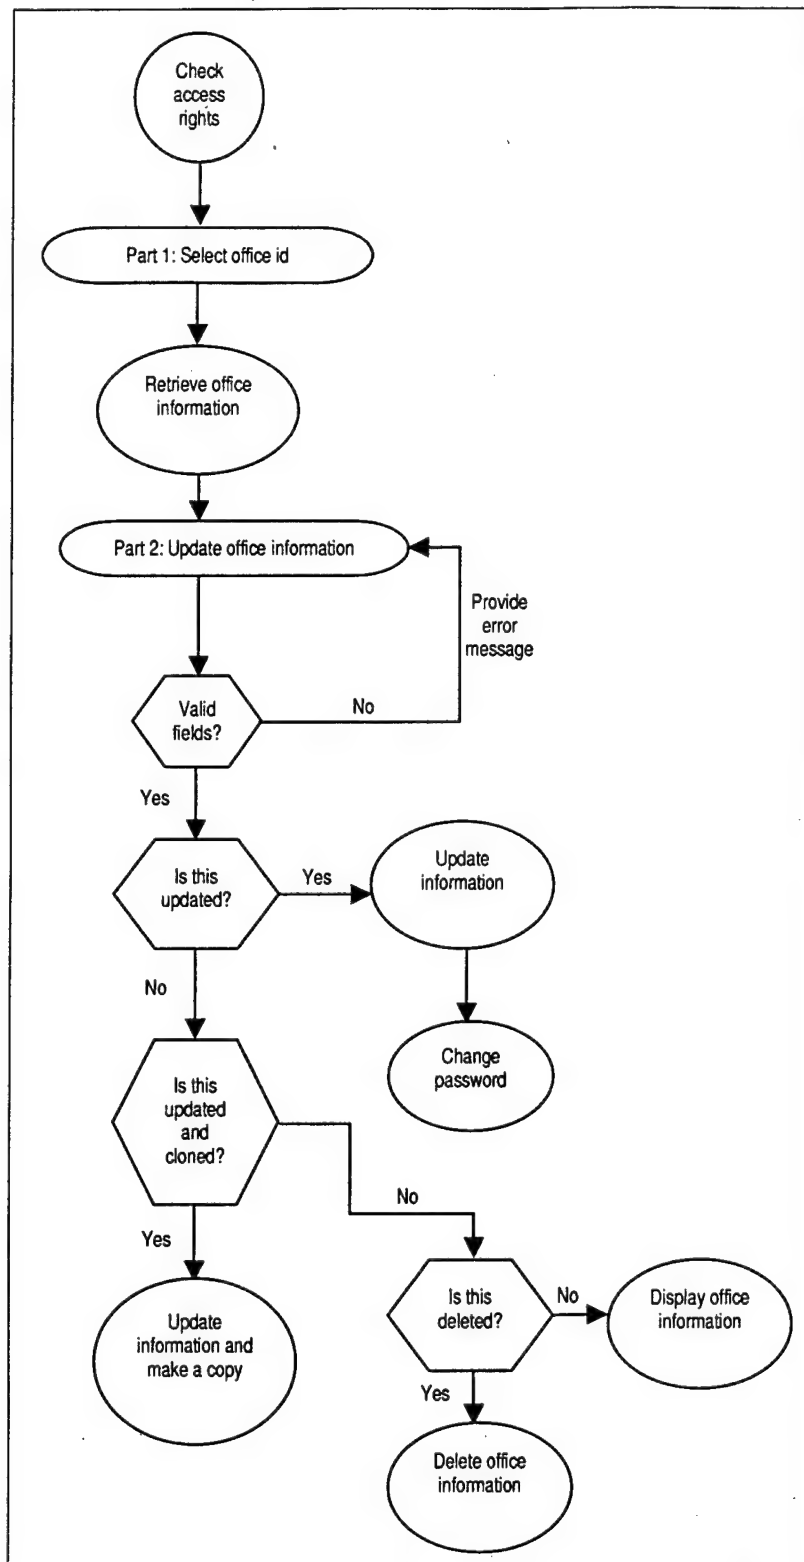 Check
access
rights
Part 1: Select office id
Retrieve office
information
Part 2: Update office information
Provide
error
message
Valid
fields?
No
Yes
Is this
updated?
Yes
Update
information
No
Change
password
Is this
updated
and
cloned?
No
Yes
Update
information and
make a copy
Is this
deleted?
No
Display office
information
Yes
Delete office
information